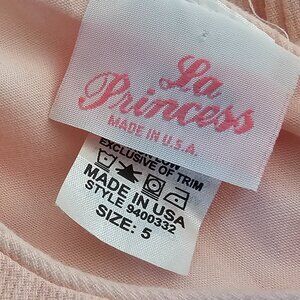 La
Princess
MADE IN U.S.A.
EXCLUSIVE OF TRIM
MADE IN USA
STYLE 9400332
SIZE: 5